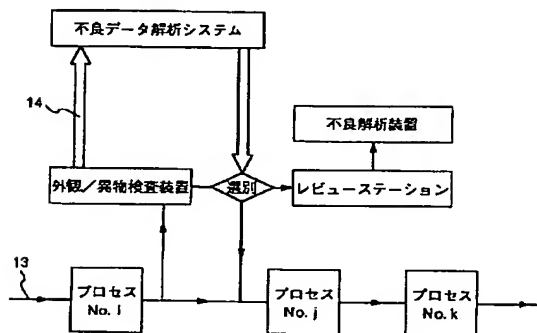 不良データ解析システム
14
不良解析装置
外観／異物検査装置
選別
レビューステーション
13
プロセス
No. i
プロセス
No. j
プロセス
No. k